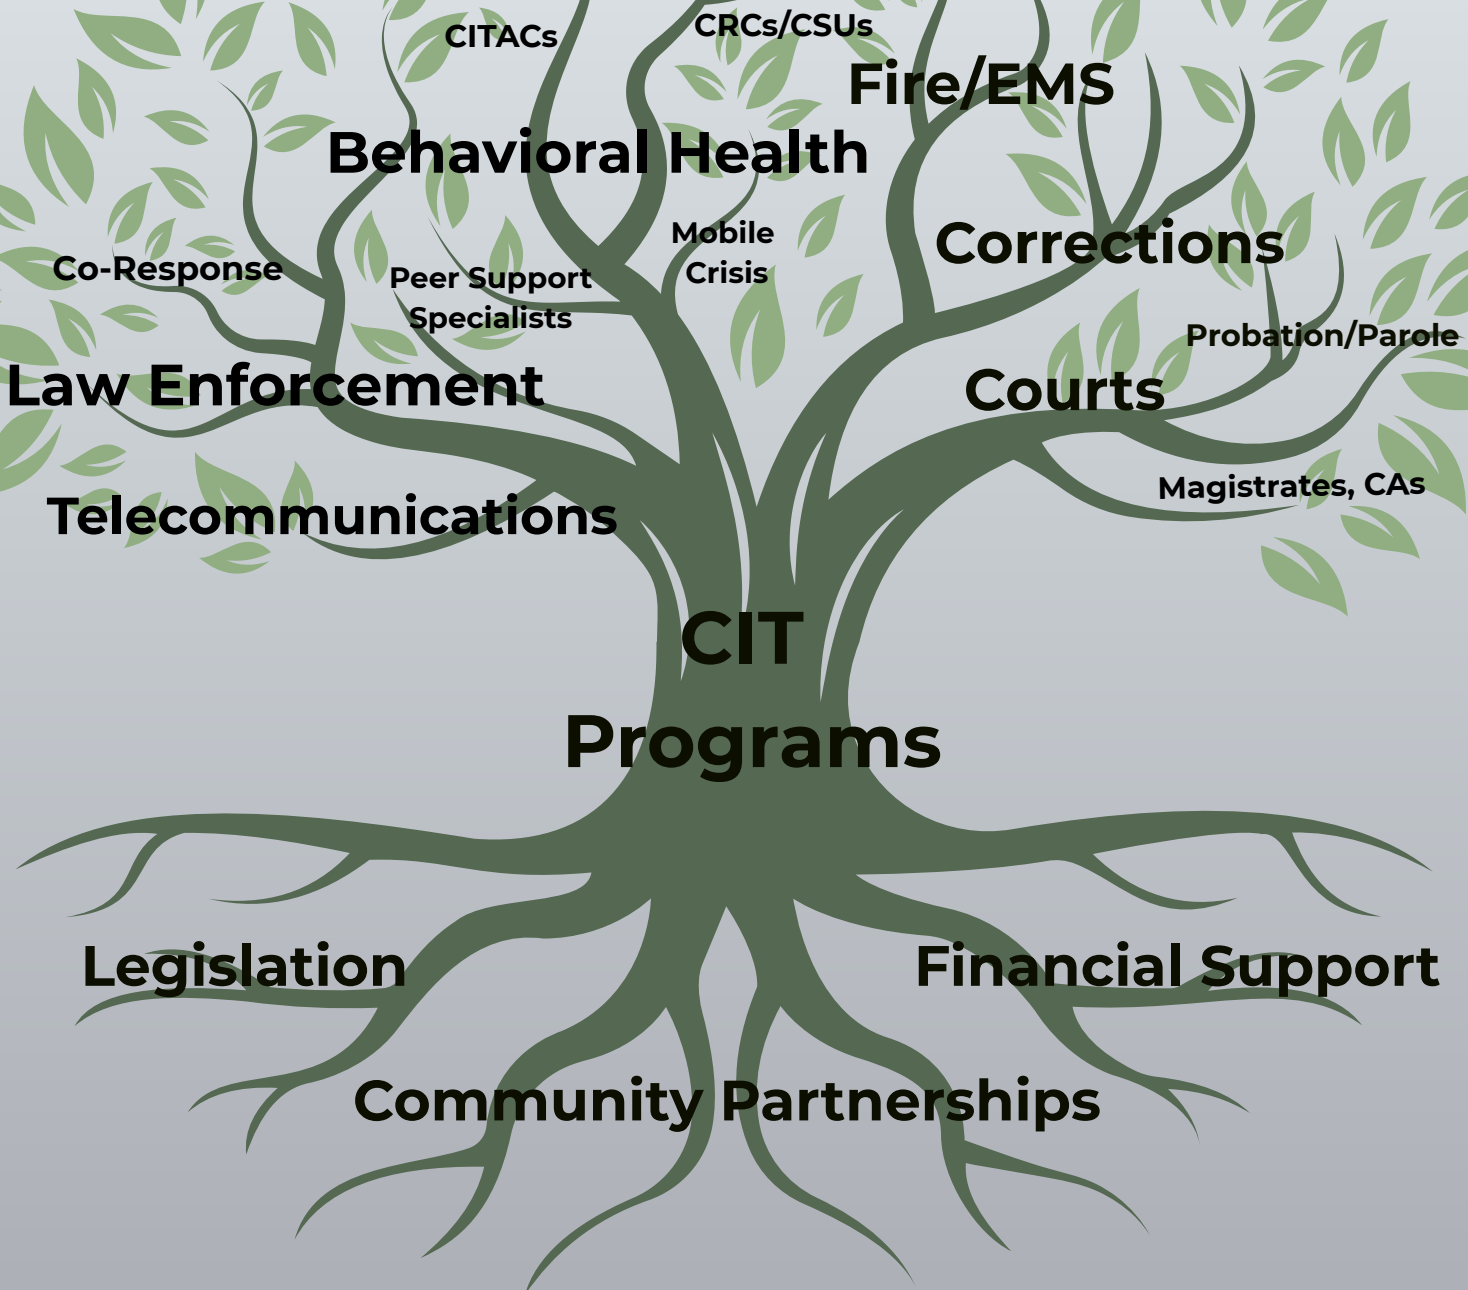 CITACs
CRCs/CSUs
Fire/EMS
Behavioral Health
Mobile
Crisis
Corrections
Co-Response
Peer Support
Specialists
Probation/Parole
Law Enforcement
Courts
Magistrates, CAs
Telecommunications
CIT
Programs
Legislation
Financial Support
Community Partnerships